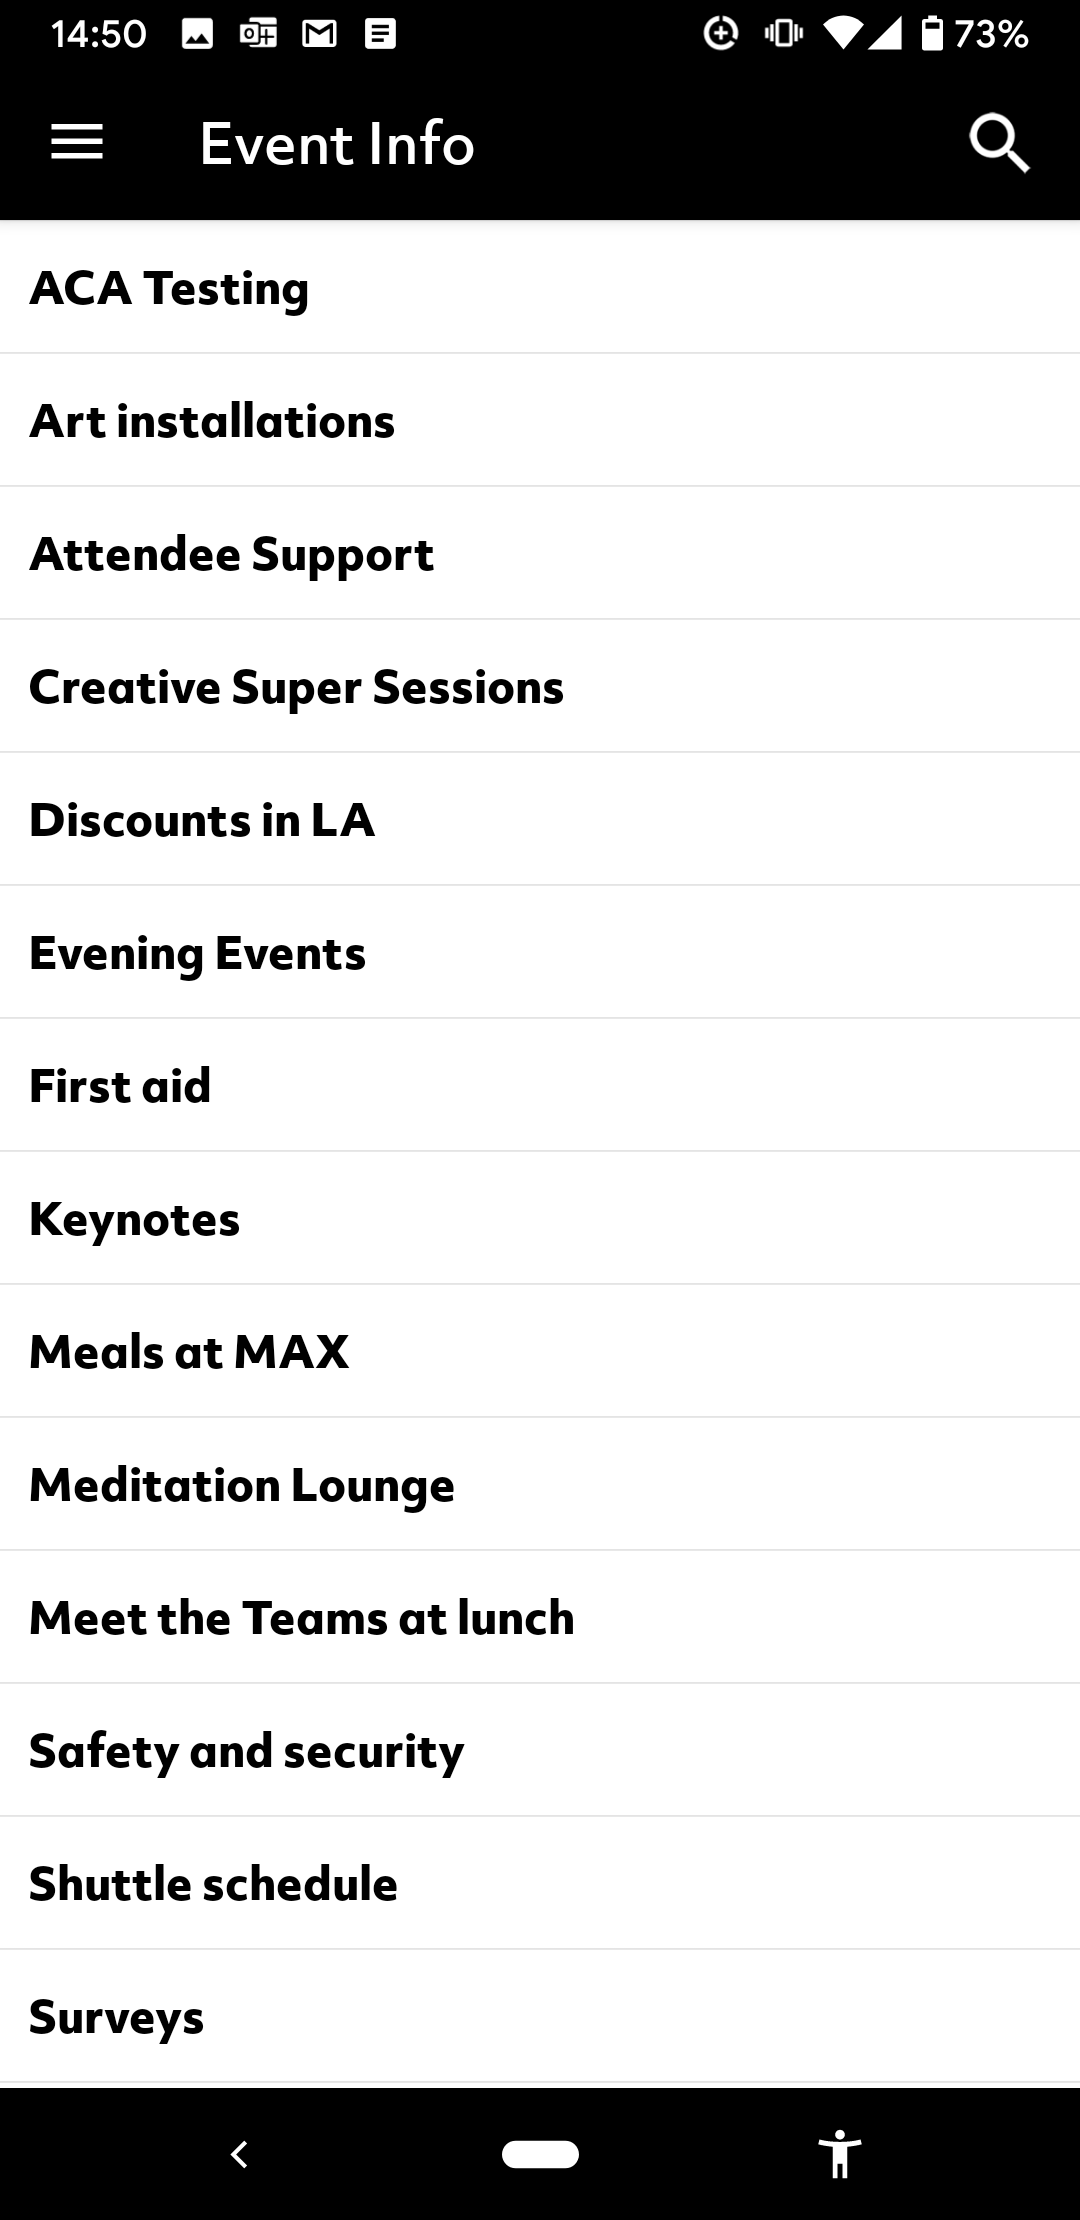 14:50 73%
Event Info
ACA Testing
Art installations
Attendee Support
Creative Super Sessions
Discounts in LA
Evening Events
First aid
Keynotes
Meals at MAX
Meditation Lounge
Meet the Teams at lunch
Safety and security
Shuttle schedule
Surveys